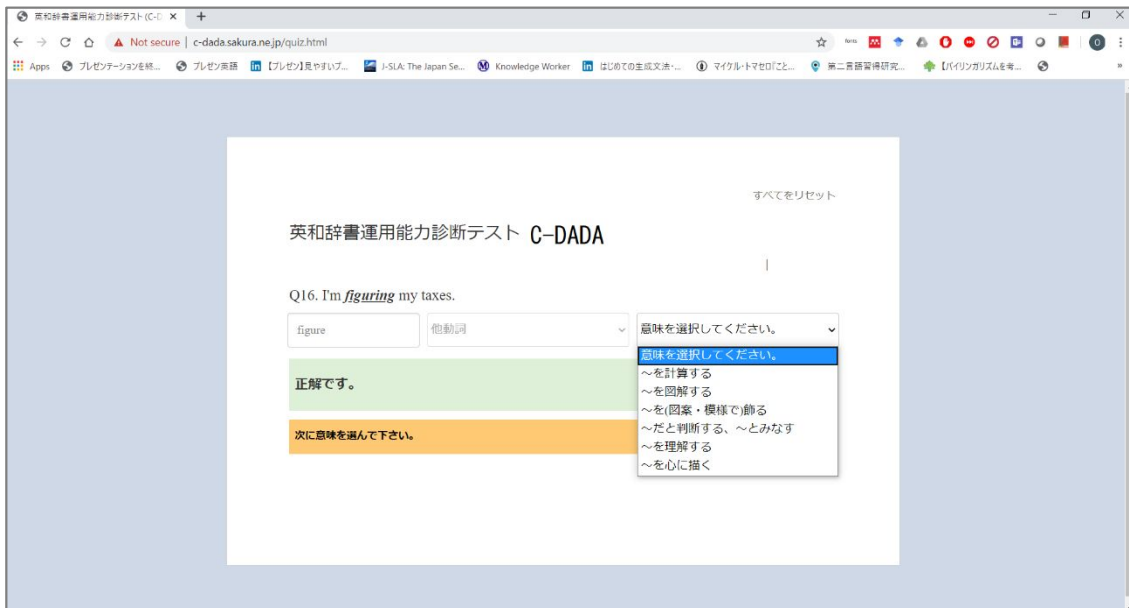 英和辞書運用能力診断テスト(C-D
Not secure | c-dada.sakura.ne.jp/quiz.html
Apps プレゼンテーションを終... プレゼン英語 【プレゼン】見やすいプ... J-SLA: The Japan Se... Knowledge Worker はじめての生成文法・... マイケル・トマセロ『こと... 第二言語習得研究... 【バイリンガリズムを考... »
すべてをリセット
英和辞書運用能力診断テスト C-DADA
Q16. I'm figuring my taxes.
figure 他動詞 意味を選択してください。
意味を選択してください。
～を計算する
～を図解する
～を(図案・模様で)飾る
～だと判断する、～とみなす
～を理解する
～を心に描く
正解です。
次に意味を選んで下さい。